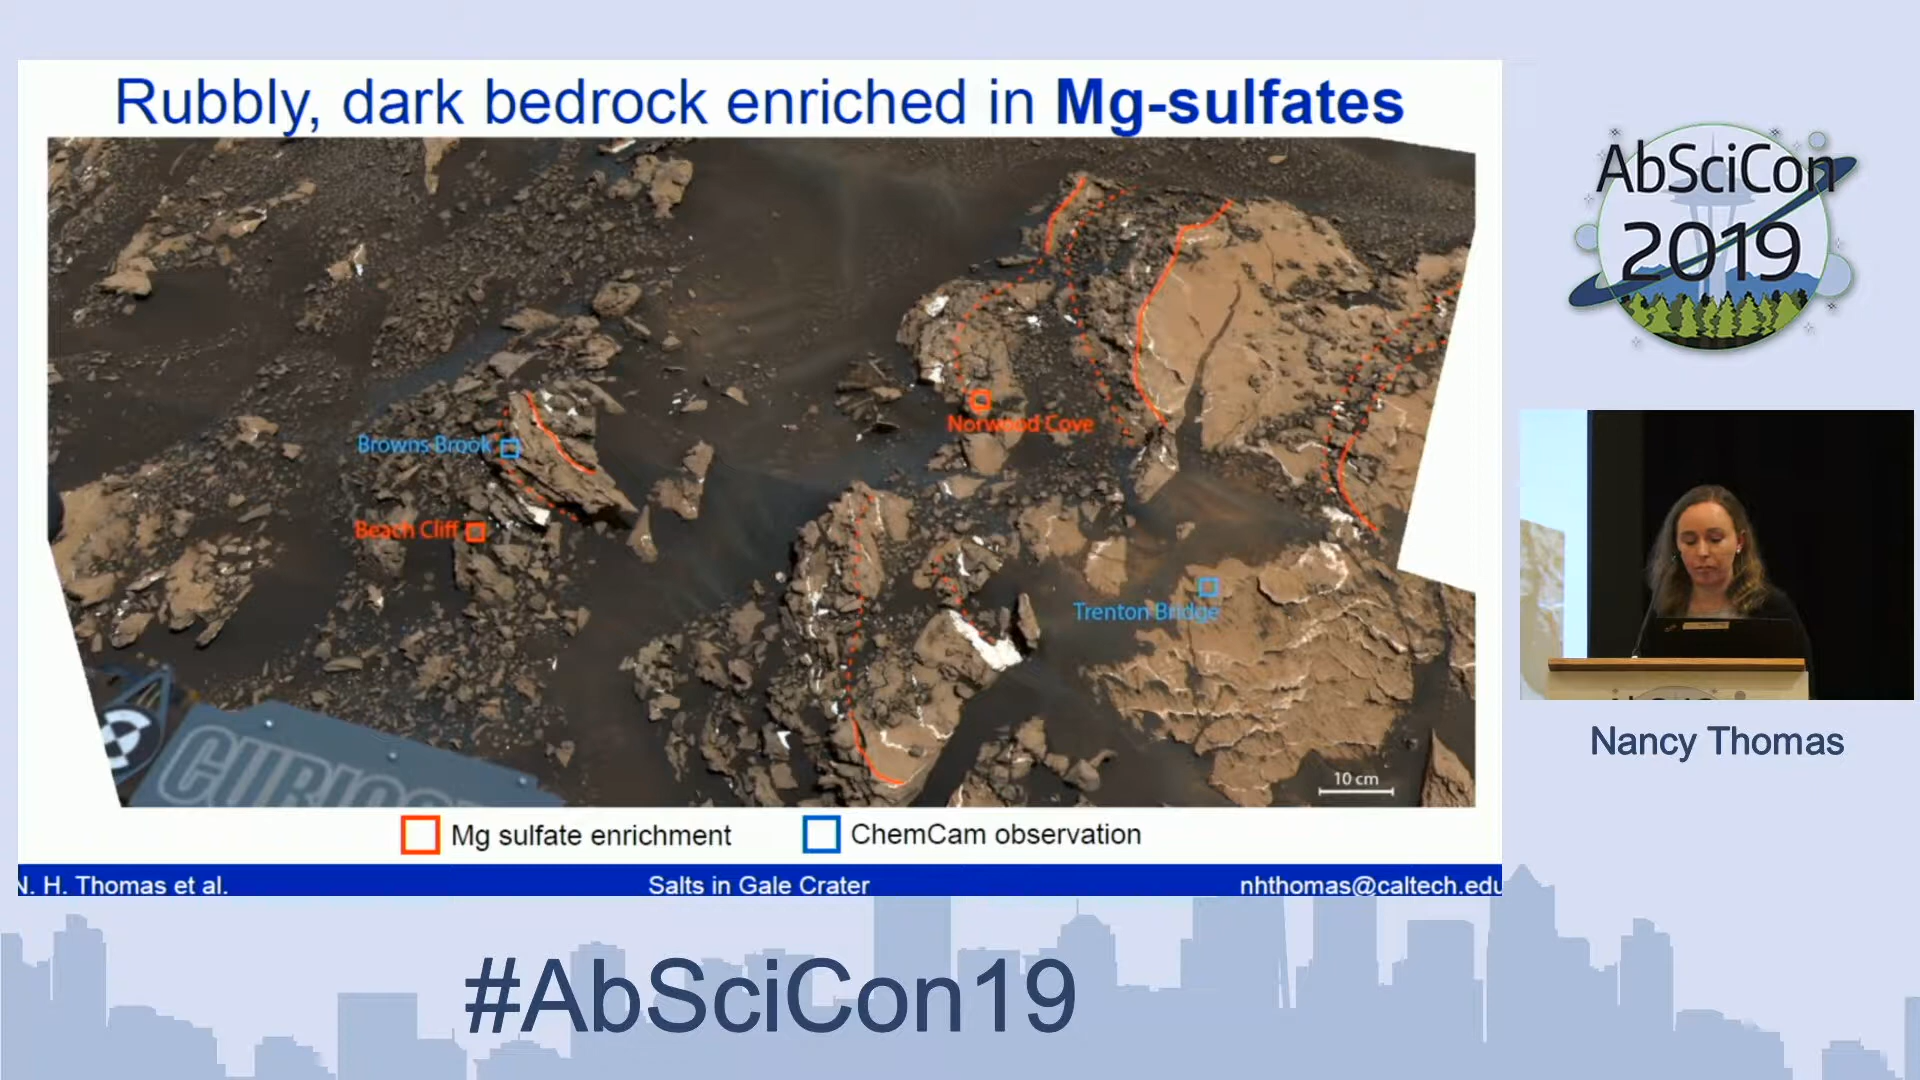 Rubbly, dark bedrock enriched in Mg-sulfates
Browns Brook
Beach Cliff
Norwood Cove
Trenton Bridge
10 cm
CURIOS
Mg sulfate enrichment
ChemCam observation
N. H. Thomas et al.
Salts in Gale Crater
nhthomas@caltech.edu
AbSciCon
2019
Nancy Thomas
#AbSciCon19